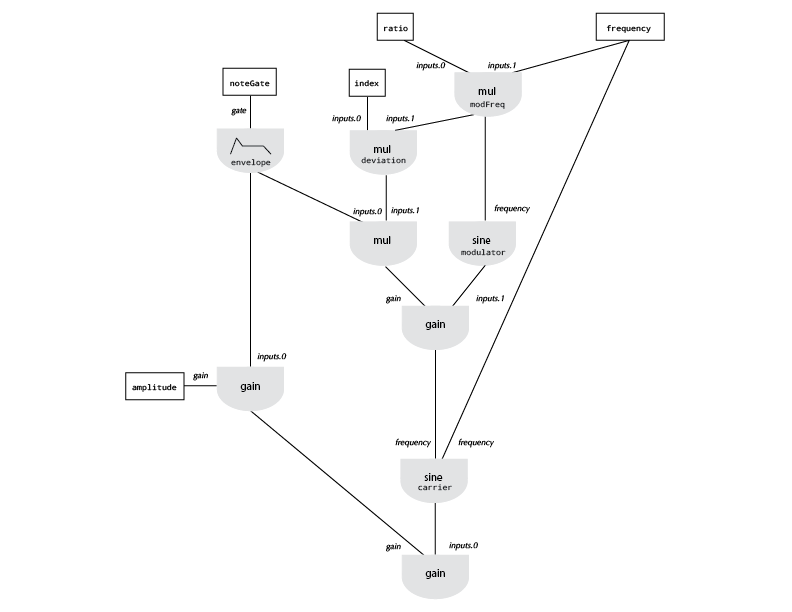 ratio
frequency
inputs.0
inputs.1
noteGate
index
mul
modFreq
gate
inputs.0
inputs.1
envelope
mul
deviation
inputs.0
inputs.1
frequency
mul
sine
modulator
gain
inputs.1
gain
inputs.0
amplitude
gain
gain
frequency
frequency
sine
carrier
gain
inputs.0
gain